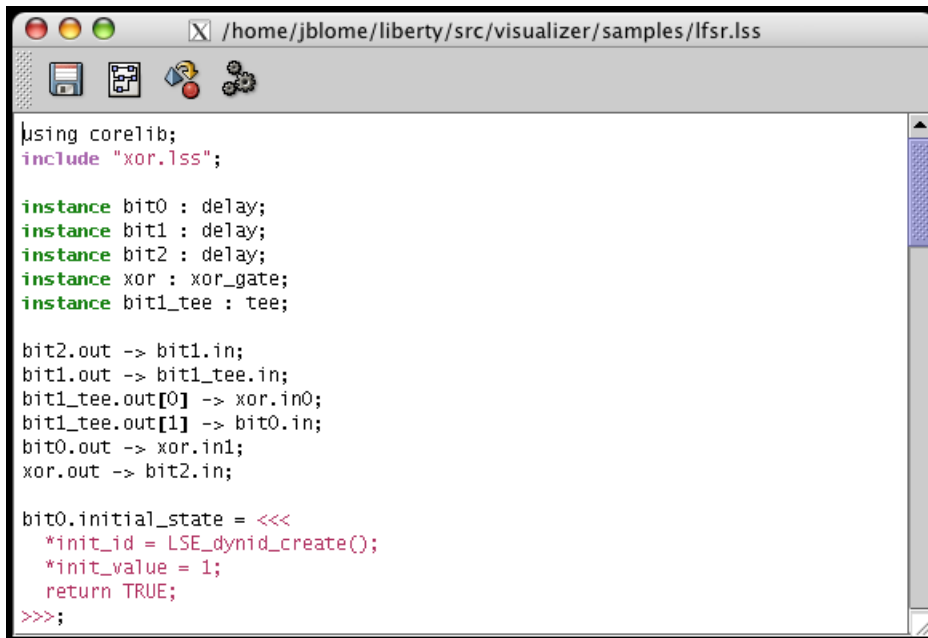 X /home/jblome/liberty/src/visualizer/samples/lfsr.lss
using corelib;
include "xor.lss";

instance bit0 : delay;
instance bit1 : delay;
instance bit2 : delay;
instance xor : xor_gate;
instance bit1_tee : tee;

bit2.out -> bit1.in;
bit1.out -> bit1_tee.in;
bit1_tee.out[0] -> xor.in0;
bit1_tee.out[1] -> bit0.in;
bit0.out -> xor.in1;
xor.out -> bit2.in;

bit0.initial_state = <<<
  *init_id = LSE_dynid_create();
  *init_value = 1;
  return TRUE;
>>>;